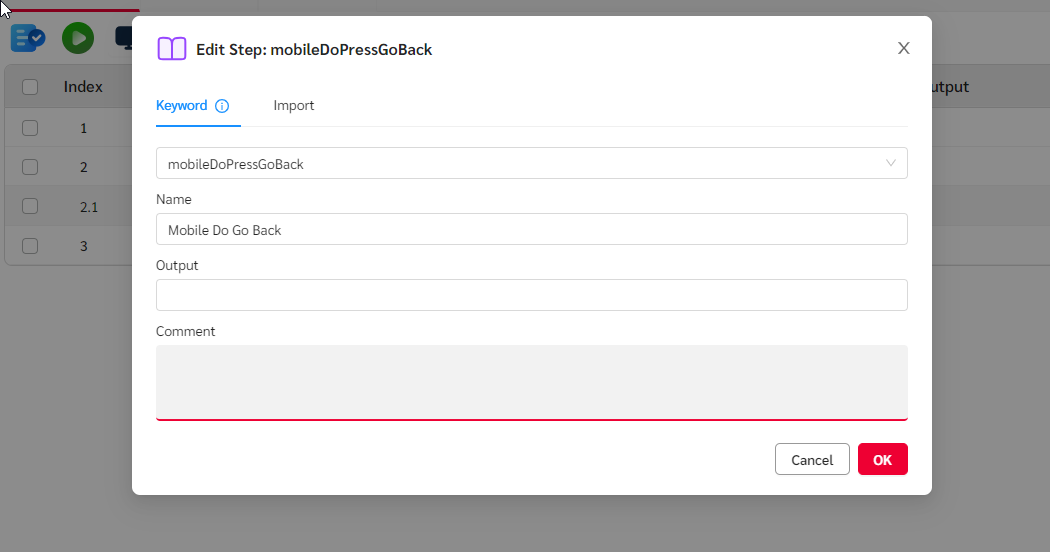 Edit Step: mobileDoPressGoBack
X
Keyword
Import
Index
utput
1
mobileDoPressGoBack
2
Name
2.1
Mobile Do Go Back
3
Output
Comment
Cancel
OK